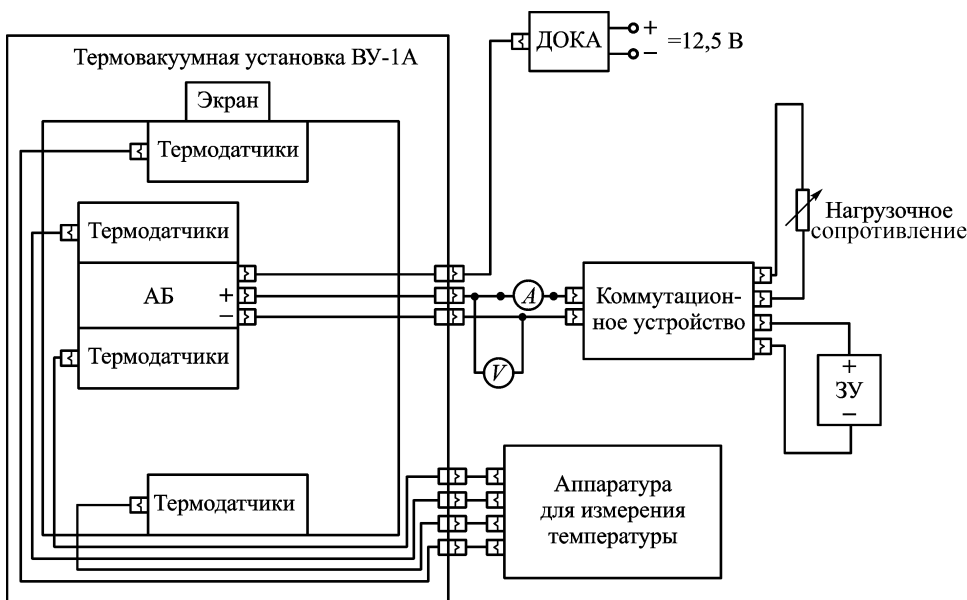 ДОКА
+
−
=12,5 В
Термовакуумная установка ВУ-1А
Экран
Термодатчики
Термодатчики
АБ
+
−
Термодатчики
Термодатчики
A
V
Коммутацион-
ное устройство
Нагрузочное
сопротивление
+
ЗУ
−
Аппаратура
для измерения
температуры